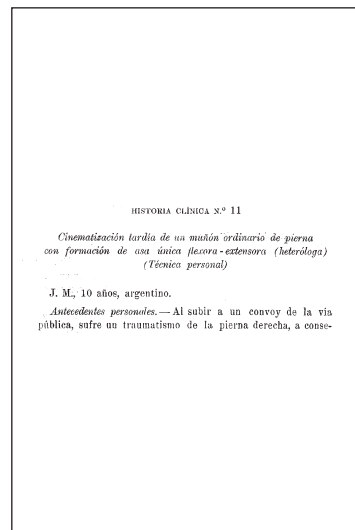 HISTORIA CLÍNICA N.º 11
Cinematización tardía de un muñón ordinario de pierna
con formación de asa única flexora - extensora (heteróloga)
(Técnica personal)
J. M., 10 años, argentino.
Antecedentes personales. — Al subir a un convoy de la vía
pública, sufre un traumatismo de la pierna derecha, a conse-